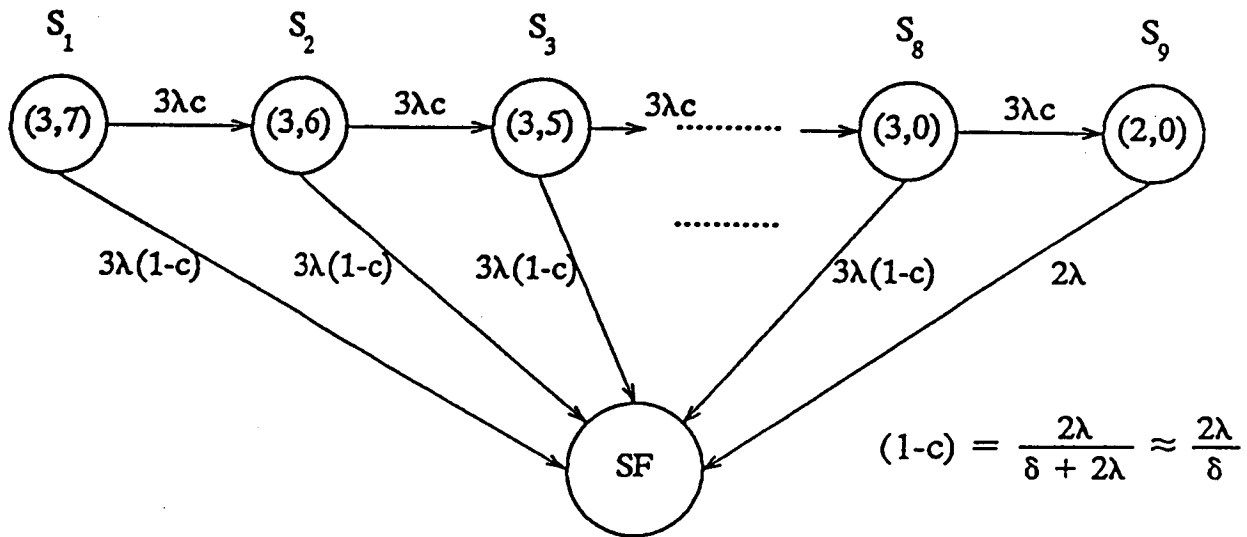 S₁ S₂ S₃ S₈ S₉
(3,7) 3λc (3,6) 3λc (3,5) 3λc ........ (3,0) 3λc (2,0)
........
3λ(1-c) 3λ(1-c) 3λ(1-c) 3λ(1-c) 2λ
SF
(1-c) = 2λ / (δ + 2λ) ≈ 2λ / δ